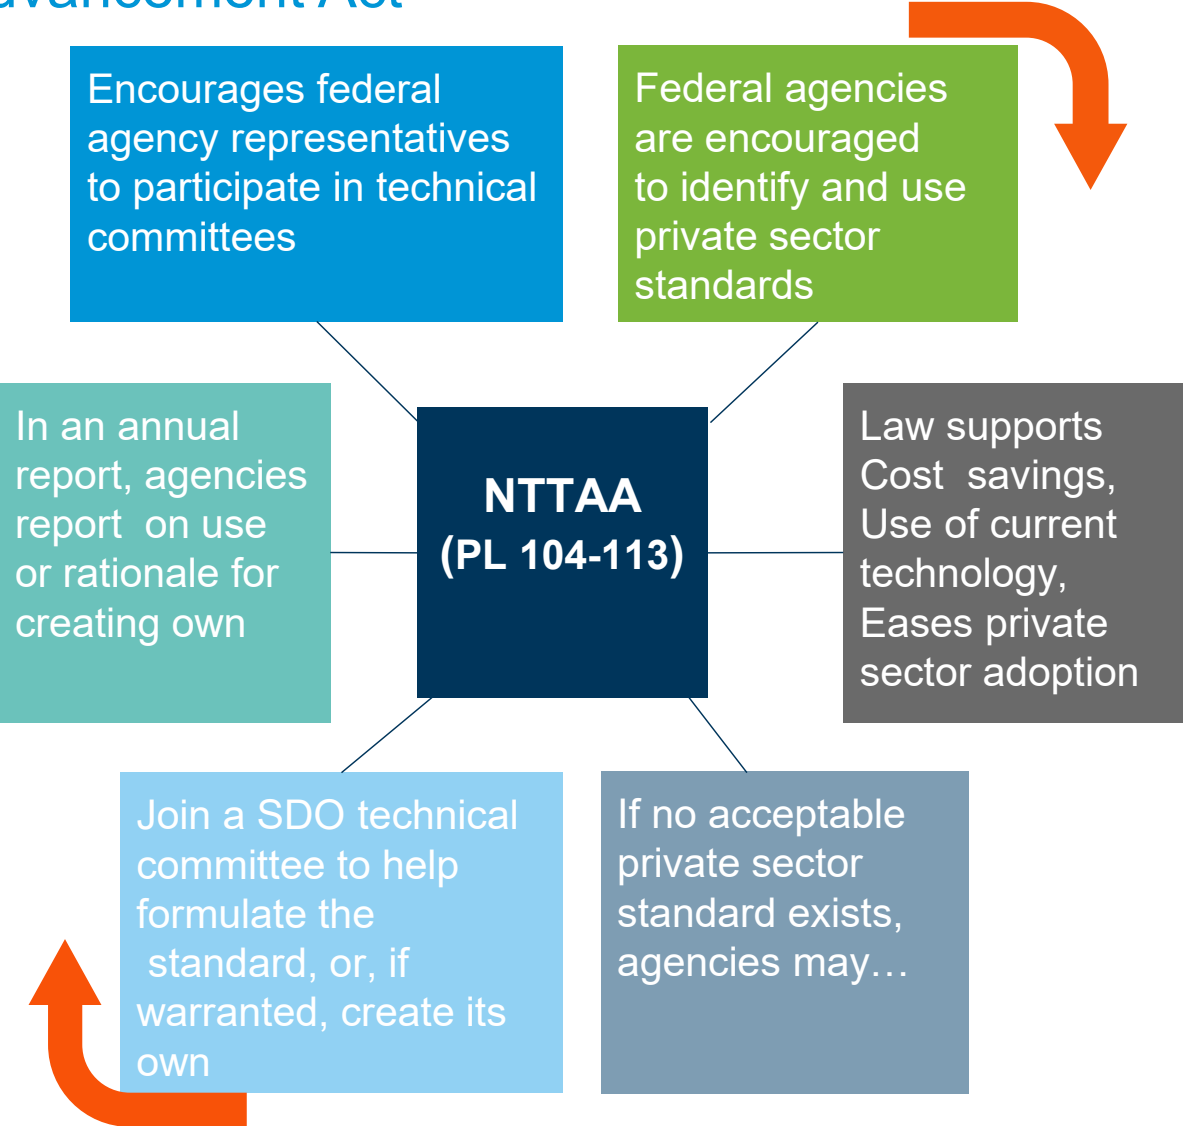 Act
Encourages federal
agency representatives
to participate in technical
committees
Federal agencies
are encouraged
to identify and use
private sector
standards
In an annual
report, agencies
report on use
or rationale for
creating own
NTTAA
(PL 104-113)
Law supports
Cost savings,
Use of current
technology,
Eases private
sector adoption
Join a SDO technical
committee to help
formulate the
standard, or, if
warranted, create its
own
If no acceptable
private sector
standard exists,
agencies may…